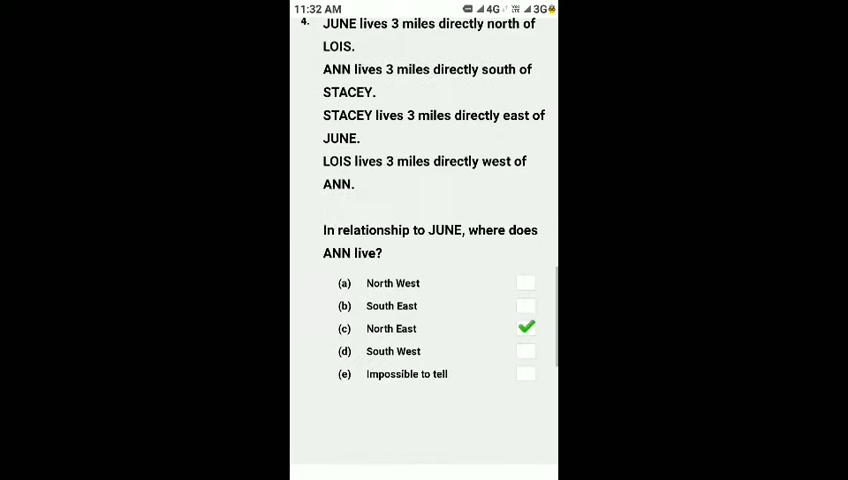 11:32 AM 4G 3G
4. JUNE lives 3 miles directly north of
LOIS.
ANN lives 3 miles directly south of
STACEY.
STACEY lives 3 miles directly east of
JUNE.
LOIS lives 3 miles directly west of
ANN.
In relationship to JUNE, where does
ANN live?
(a) North West
(b) South East
(c) North East
(d) South West
(e) Impossible to tell